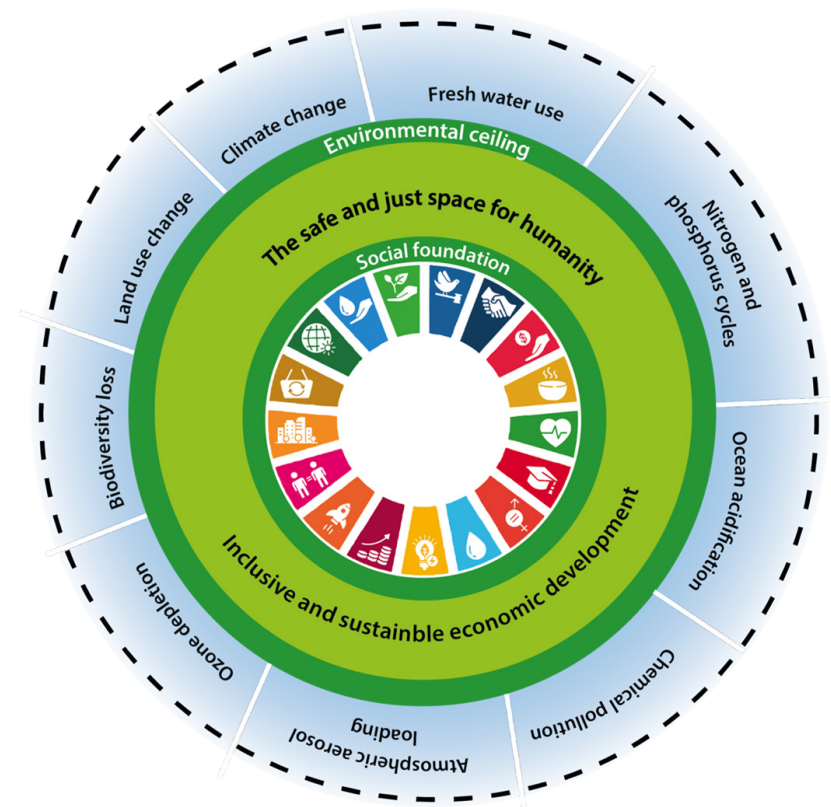 Fresh water use
Nitrogen and
phosphorus cycles
Ocean acidification
Chemical pollution
Atmospheric aerosol
loading
Ozone depletion
Biodiversity loss
Land use change
Climate change
Environmental ceiling
The safe and just space for humanity
Social foundation
Inclusive and sustainble economic development